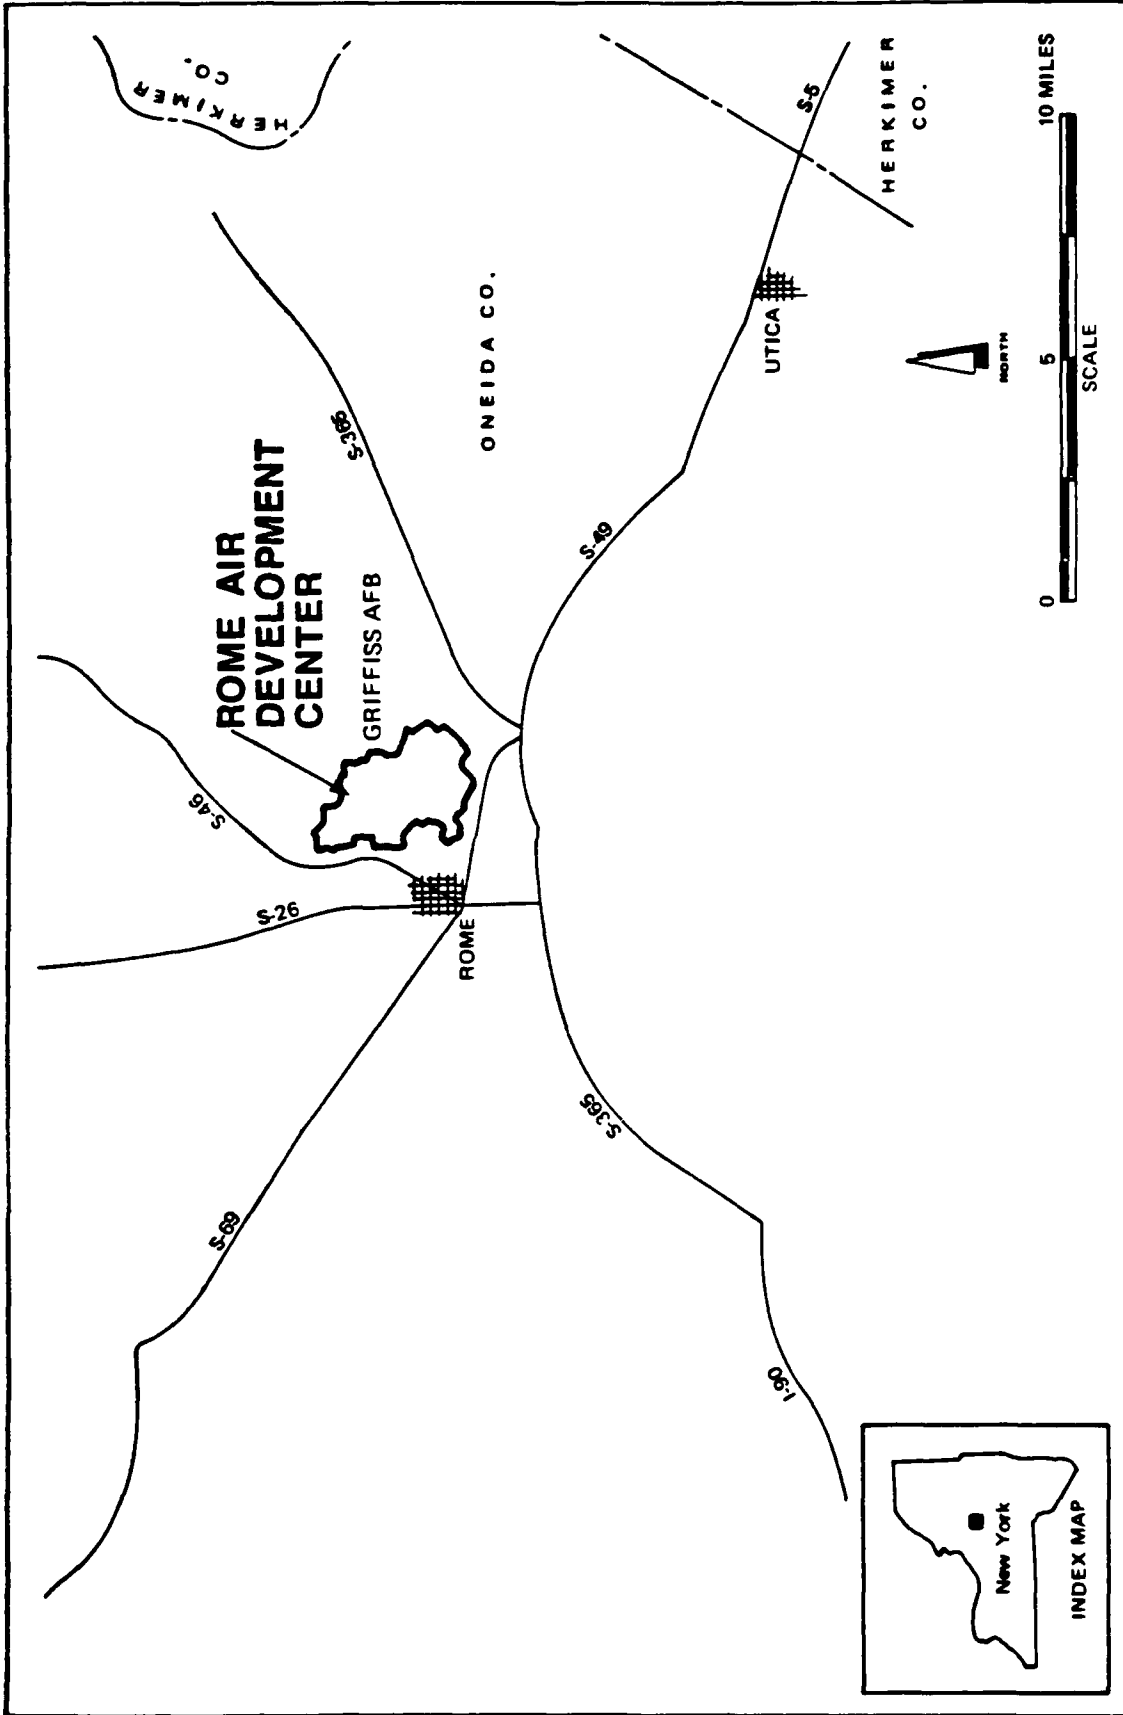 HERKIMER
CO.
S-46
S-26
S-69
ROME AIR
DEVELOPMENT
CENTER
GRIFFISS AFB
S-366
ONEIDA CO.
ROME
S-49
S-365
I-90
UTICA
S-5
HERKIMER
CO.
NORTH
0 5 10 MILES
SCALE
New York
INDEX MAP